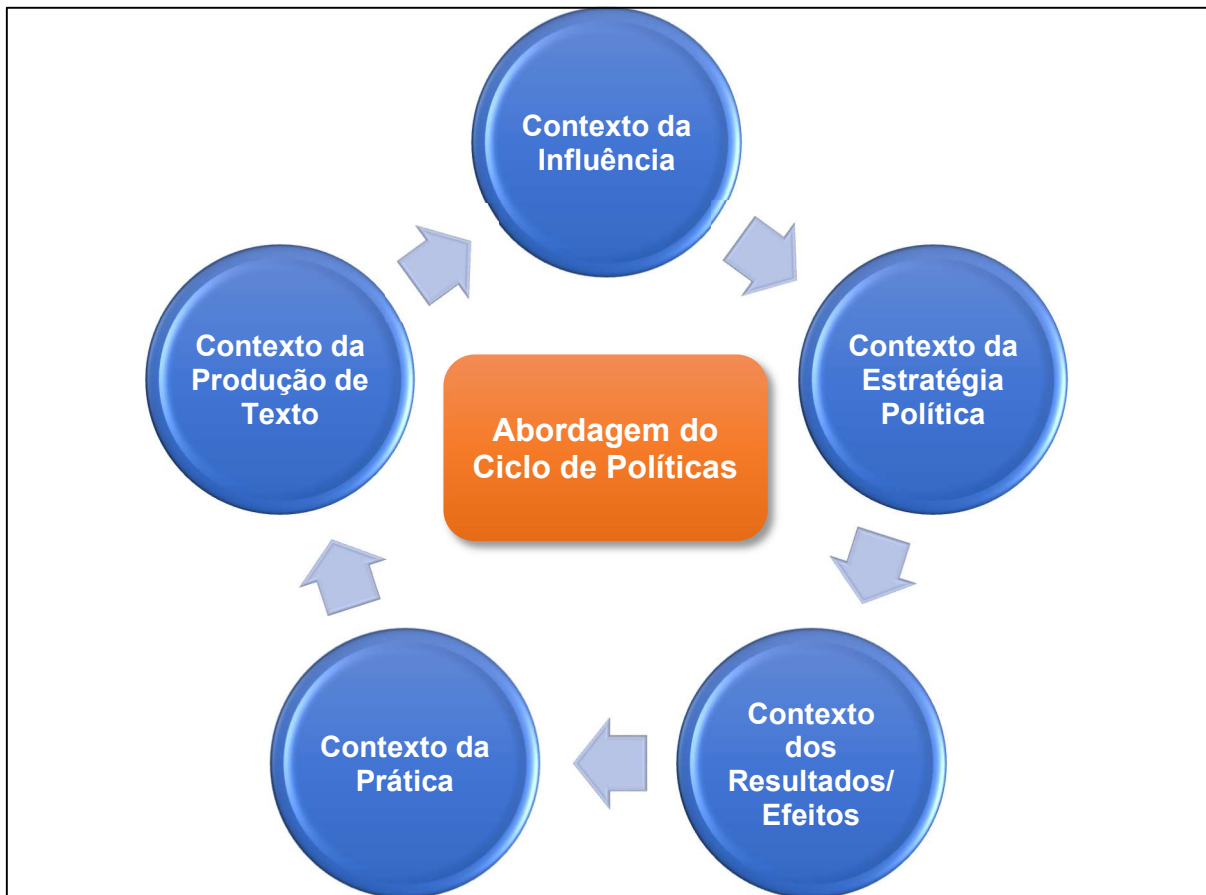 Contexto da
Influência
Contexto da
Estratégia
Política
Contexto
dos
Resultados/
Efeitos
Contexto da
Prática
Contexto da
Produção de
Texto
Abordagem do
Ciclo de Políticas